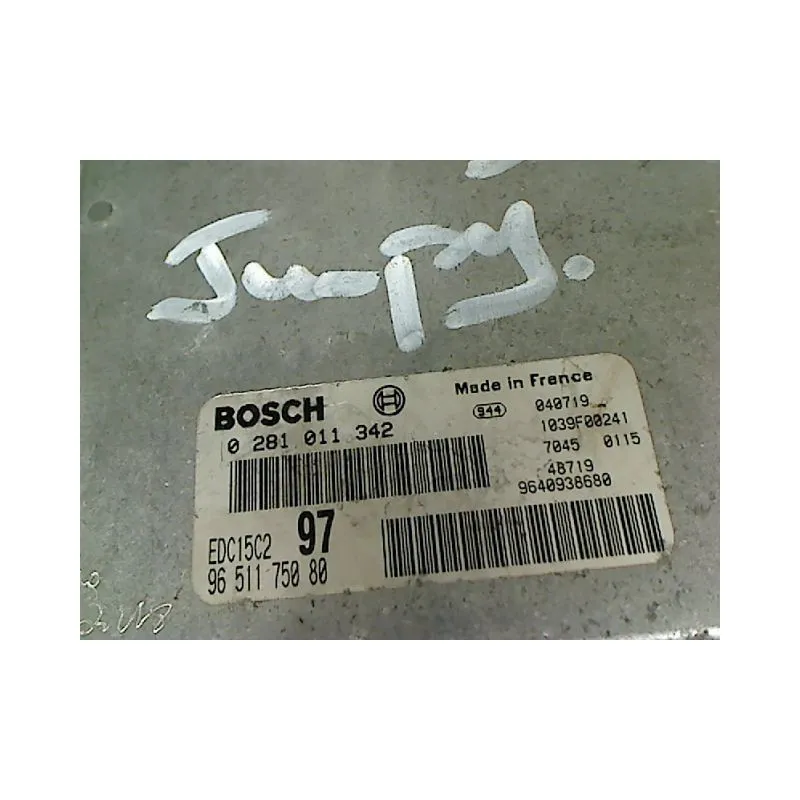 Jumpy.
BOSCH
Made in France
0 281 011 342
944
040719
1039F00241
7045 0115
48719
9640938680
EDC15C2 97
96 511 750 80